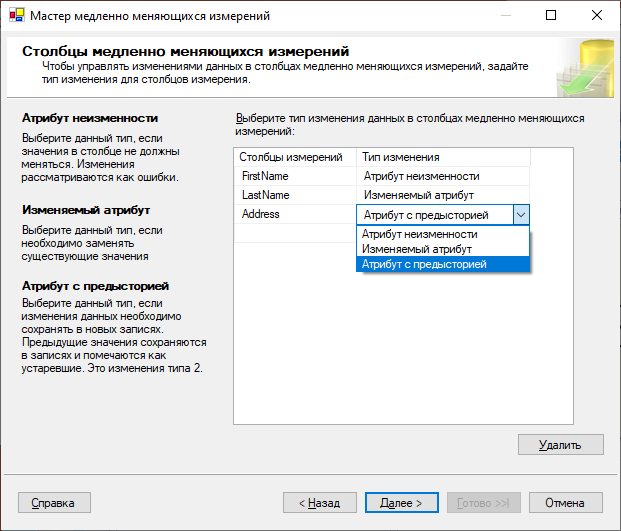 Мастер медленно меняющихся измерений
Столбцы медленно меняющихся измерений
Чтобы управлять изменениями данных в столбцах медленно меняющихся измерений, задайте
тип изменения для столбцов измерения.
Атрибут неизменности
Выберите данный тип, если
значения в столбце не должны
меняться. Изменения
рассматриваются как ошибки.
Изменяемый атрибут
Выберите данный тип, если
необходимо заменять
существующие значения
Атрибут с предысторией
Выберите данный тип, если
изменения данных необходимо
сохранять в новых записях.
Предыдущие значения сохраняются
в записях и помечаются как
устаревшие. Это изменения типа 2.
Выберите тип изменения данных в столбцах медленно меняющихся
измерений:
Столбцы измерений Тип изменения
FirstName Атрибут неизменности
LastName Изменяемый атрибут
Address Атрибут с предысторией
Атрибут неизменности
Изменяемый атрибут
Атрибут с предысторией
Удалить
Справка < Назад Далее > Готово >>| Отмена